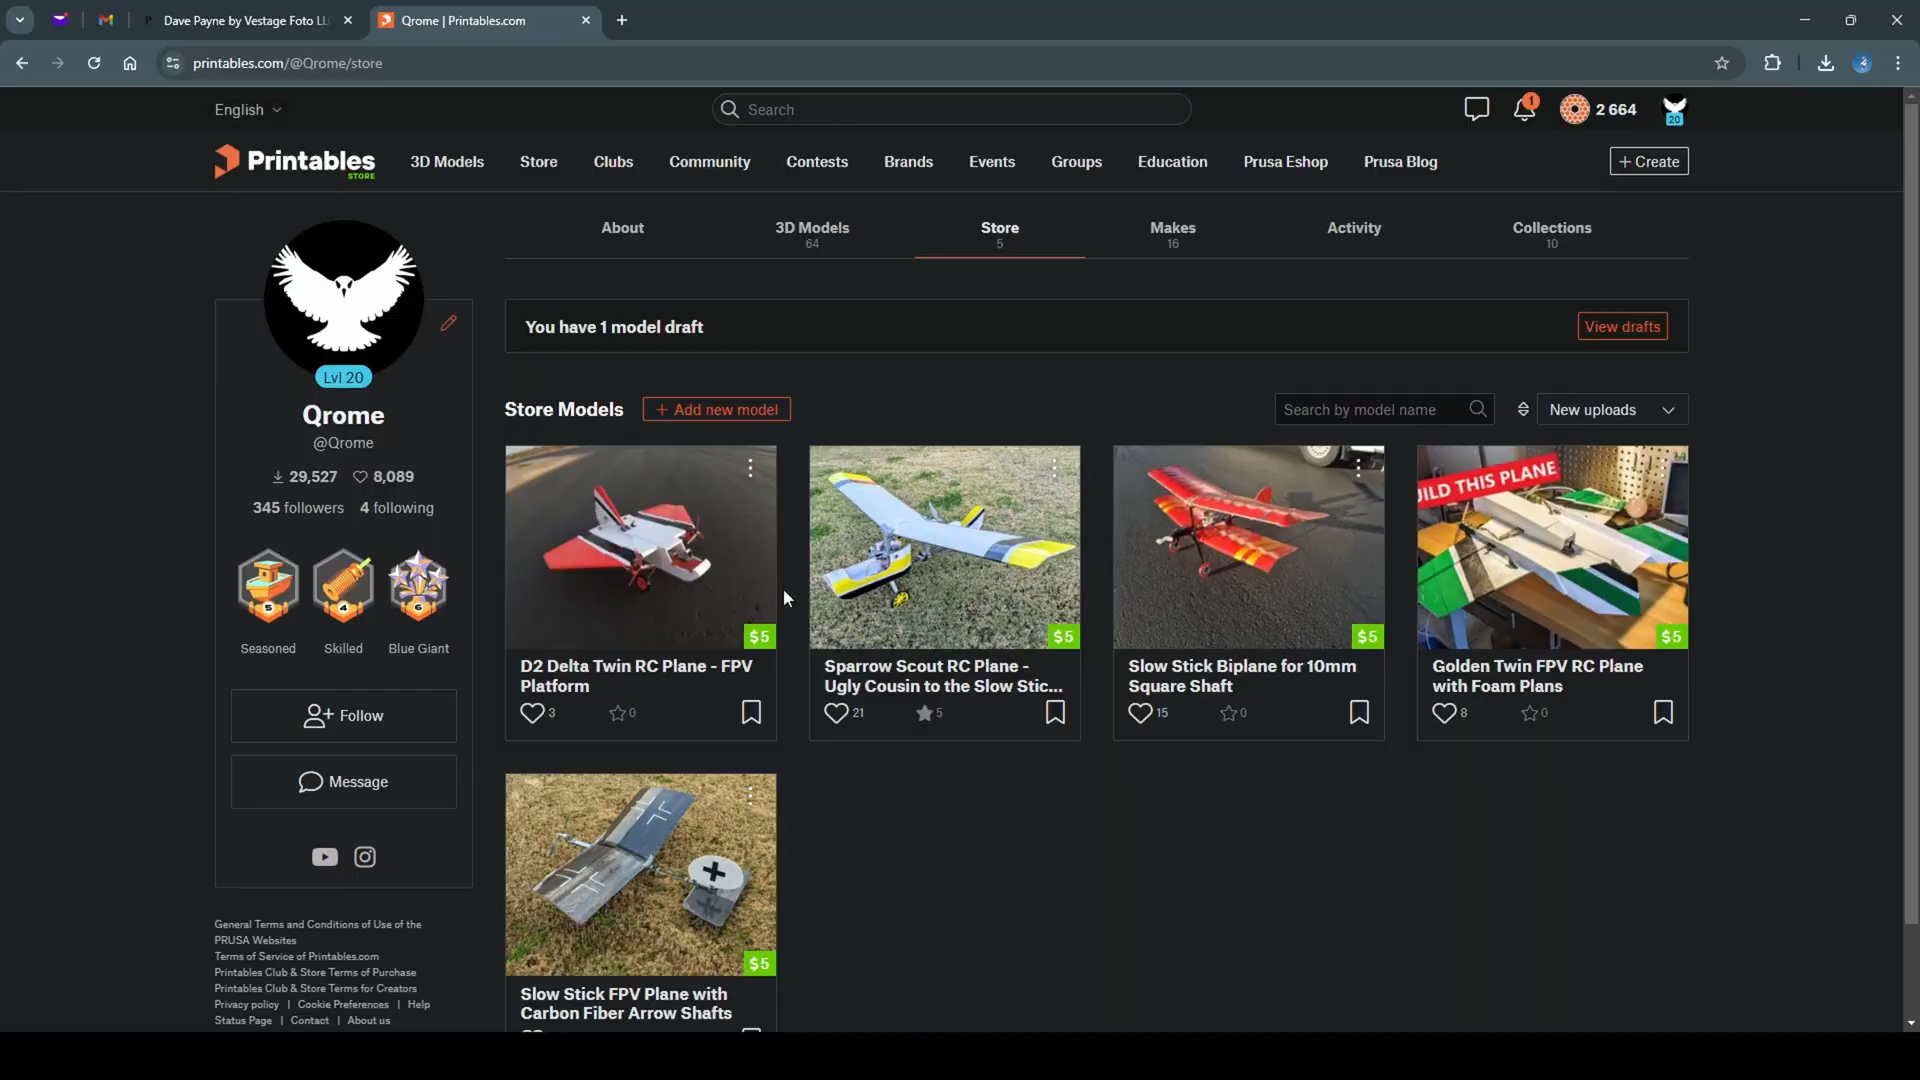 Dave Payne by Vestage Foto LL
Qrome | Printables.com
printables.com/@Qrome/store
English
Search
1
2 664
20
Printables
STORE
3D Models
Store
Clubs
Community
Contests
Brands
Events
Groups
Education
Prusa Eshop
Prusa Blog
+ Create
About
3D Models
64
Store
5
Makes
16
Activity
Collections
10
You have 1 model draft
View drafts
Lvl 20
Qrome
@Qrome
29,527
8,089
345 followers
4 following
5
4
6
Seasoned
Skilled
Blue Giant
Follow
Message
Store Models
+ Add new model
Search by model name
New uploads
$5
D2 Delta Twin RC Plane - FPV
Platform
3
0
$5
Sparrow Scout RC Plane -
Ugly Cousin to the Slow Stic...
21
5
$5
Slow Stick Biplane for 10mm
Square Shaft
15
0
UILD THIS PLANE
$5
Golden Twin FPV RC Plane
with Foam Plans
8
0
$5
Slow Stick FPV Plane with
Carbon Fiber Arrow Shafts
General Terms and Conditions of Use of the
PRUSA Websites
Terms of Service of Printables.com
Printables Club & Store Terms of Purchase
Printables Club & Store Terms for Creators
Privacy policy | Cookie Preferences | Help
Status Page | Contact | About us